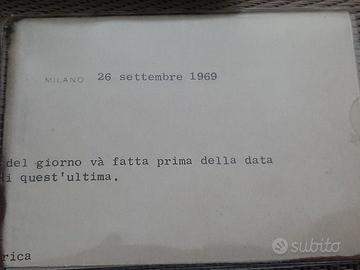 MILANO 26 settembre 1969
del giorno và fatta prima della data
i quest'ultima.
rica
subito